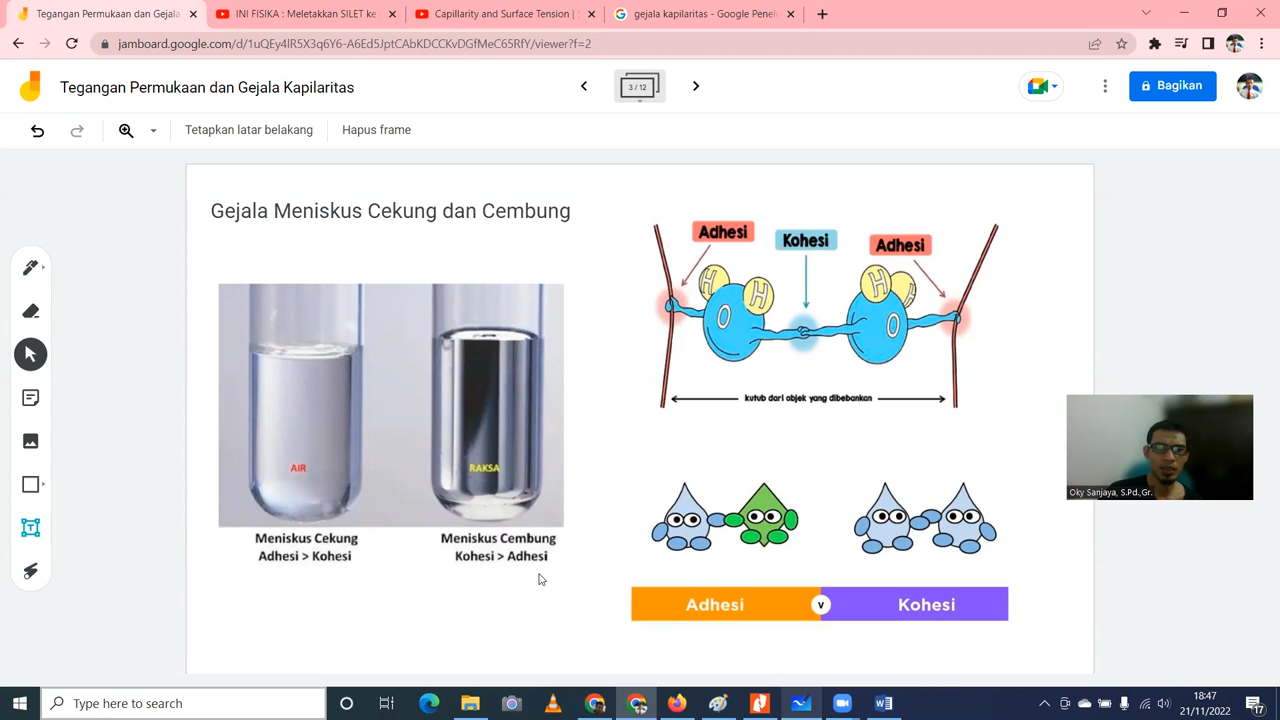 Tegangan Permukaan dan Gejala
INI FISIKA : Meletakkan SILET ke
Capillarity and Surface Tension |
gejala kapilaritas - Google Penel
jamboard.google.com/d/1uQEy4lR5X3q6Y6-A6Ed5JptCAbKDCCKvDGfMeC65RfY/viewer?f=2
Tegangan Permukaan dan Gejala Kapilaritas
3 / 12
Bagikan
Tetapkan latar belakang
Hapus frame
Gejala Meniskus Cekung dan Cembung
Adhesi
Kohesi
Adhesi
H
H
O
H
H
O
kutub dari objek yang dibebankan
AIR
RAKSA
Meniskus Cekung
Adhesi > Kohesi
Meniskus Cembung
Kohesi > Adhesi
Adhesi
v
Kohesi
Oky Sanjaya, S.Pd.,Gr.
Type here to search
18:47
21/11/2022
17